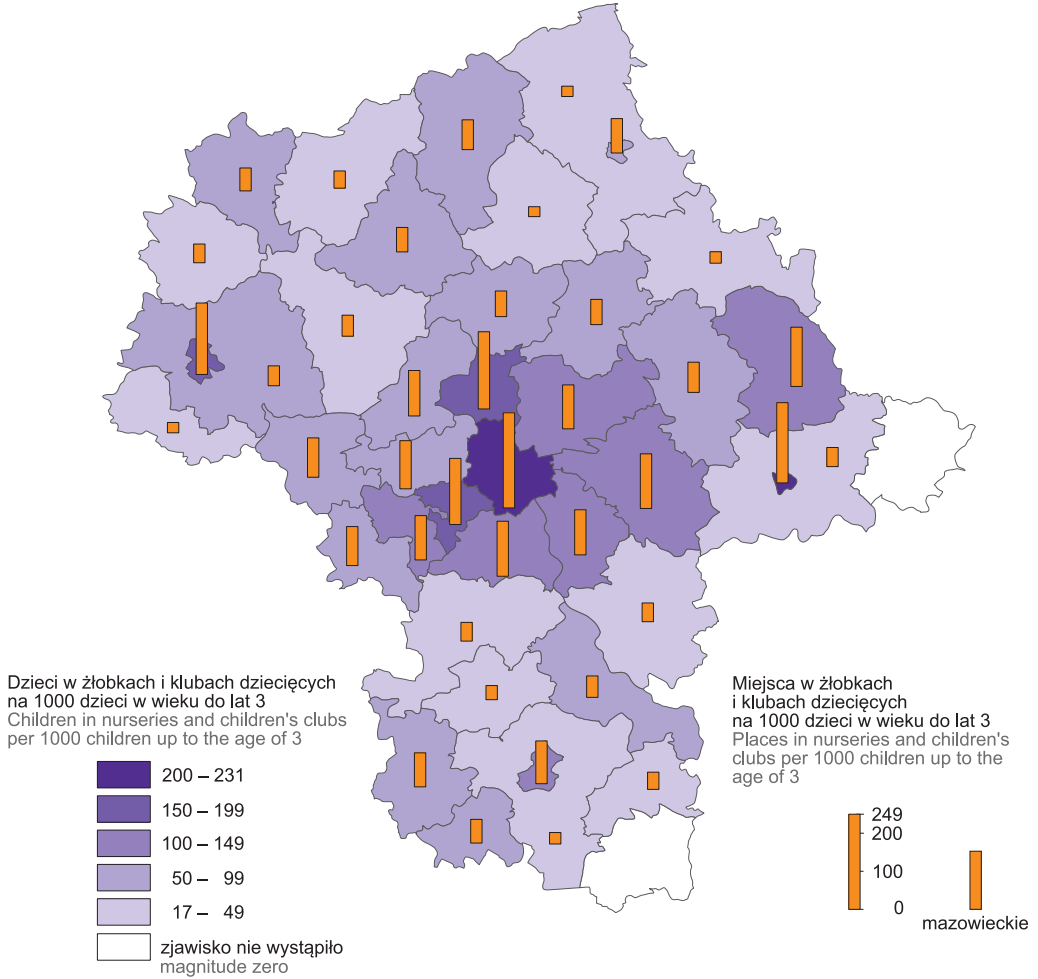 Dzieci w żłobkach i klubach dziecięcych
na 1000 dzieci w wieku do lat 3
Children in nurseries and children's clubs
per 1000 children up to the age of 3
200 – 231
150 – 199
100 – 149
50 – 99
17 – 49
zjawisko nie wystąpiło
magnitude zero
Miejsca w żłobkach
i klubach dziecięcych
na 1000 dzieci w wieku do lat 3
Places in nurseries and children's
clubs per 1000 children up to the
age of 3
249
200
100
0
mazowieckie